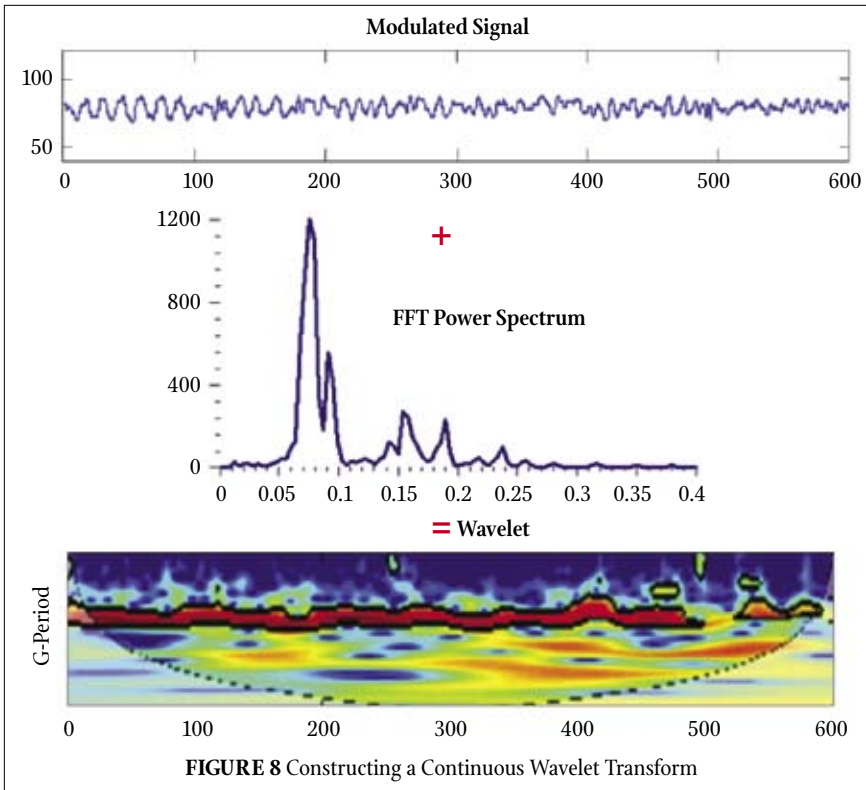 Modulated Signal
100
50
0 100 200 300 400 500 600
1200
+
800
FFT Power Spectrum
400
0
0 0.05 0.1 0.15 0.2 0.25 0.3 0.35 0.4
= Wavelet
G-Period
0 100 200 300 400 500 600
FIGURE 8 Constructing a Continuous Wavelet Transform